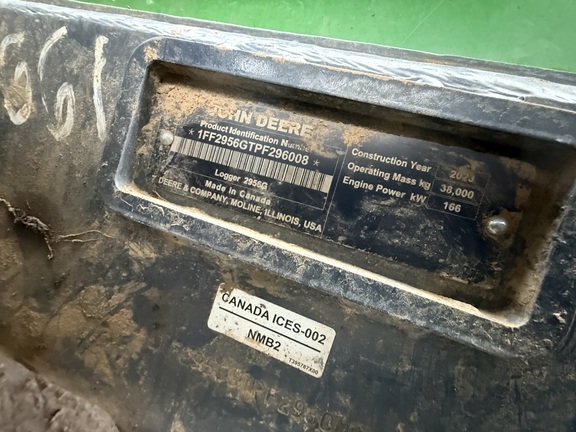 JOHN DEERE
Product Identification Number
*1FF2956GTPF296008*
Logger 2956G
Made in Canada
DEERE & COMPANY, MOLINE, ILLINOIS, USA
Construction Year
Operating Mass kg 38,000
Engine Power kW 166
CANADA ICES-002
NMB2